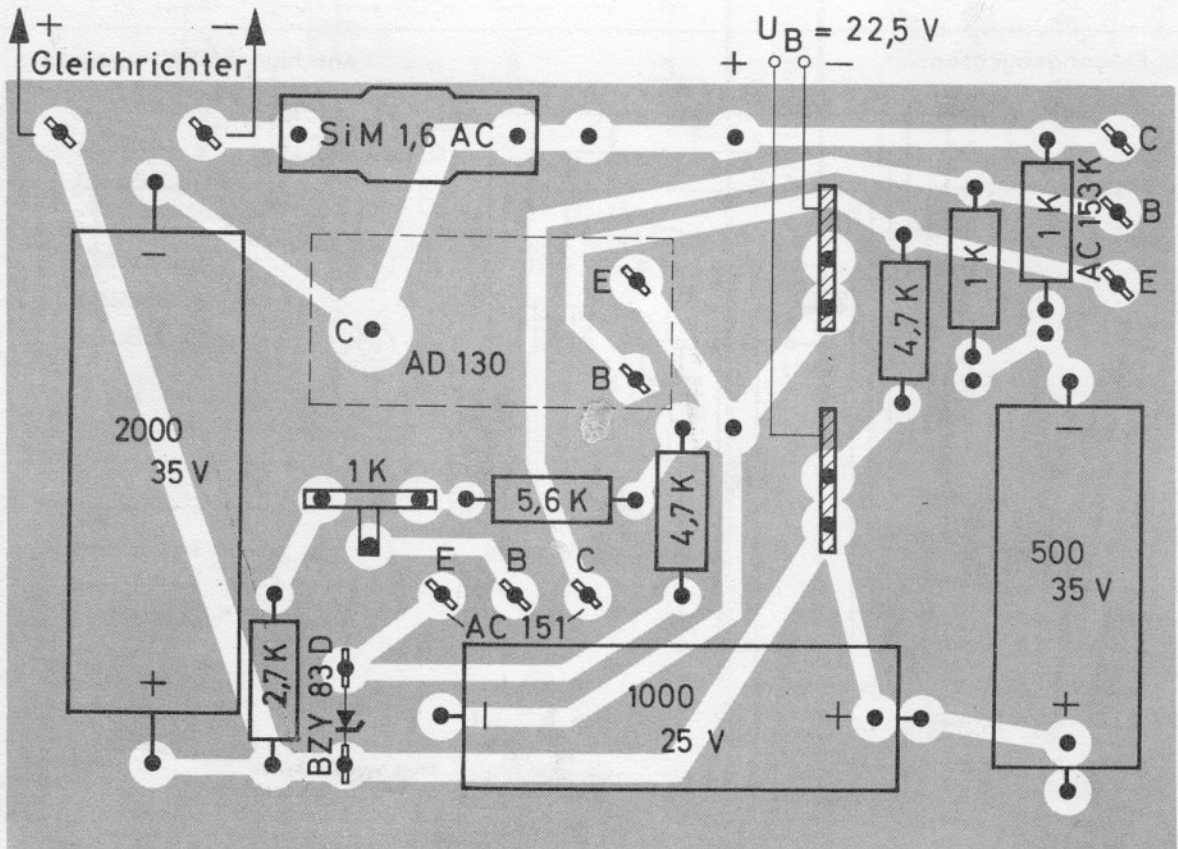 + −
Gleichrichter
U B = 22,5 V
+ −
SiM 1,6 AC
C
B
E
AC 153 K
1 K
1 K
4,7 K
−
2000
35 V
+
C
E
B
AD 130
1 K
5,6 K
4,7 K
E B C
AC 151
2,7 K
BZY 83 D
−
1000
25 V
+
−
500
35 V
+